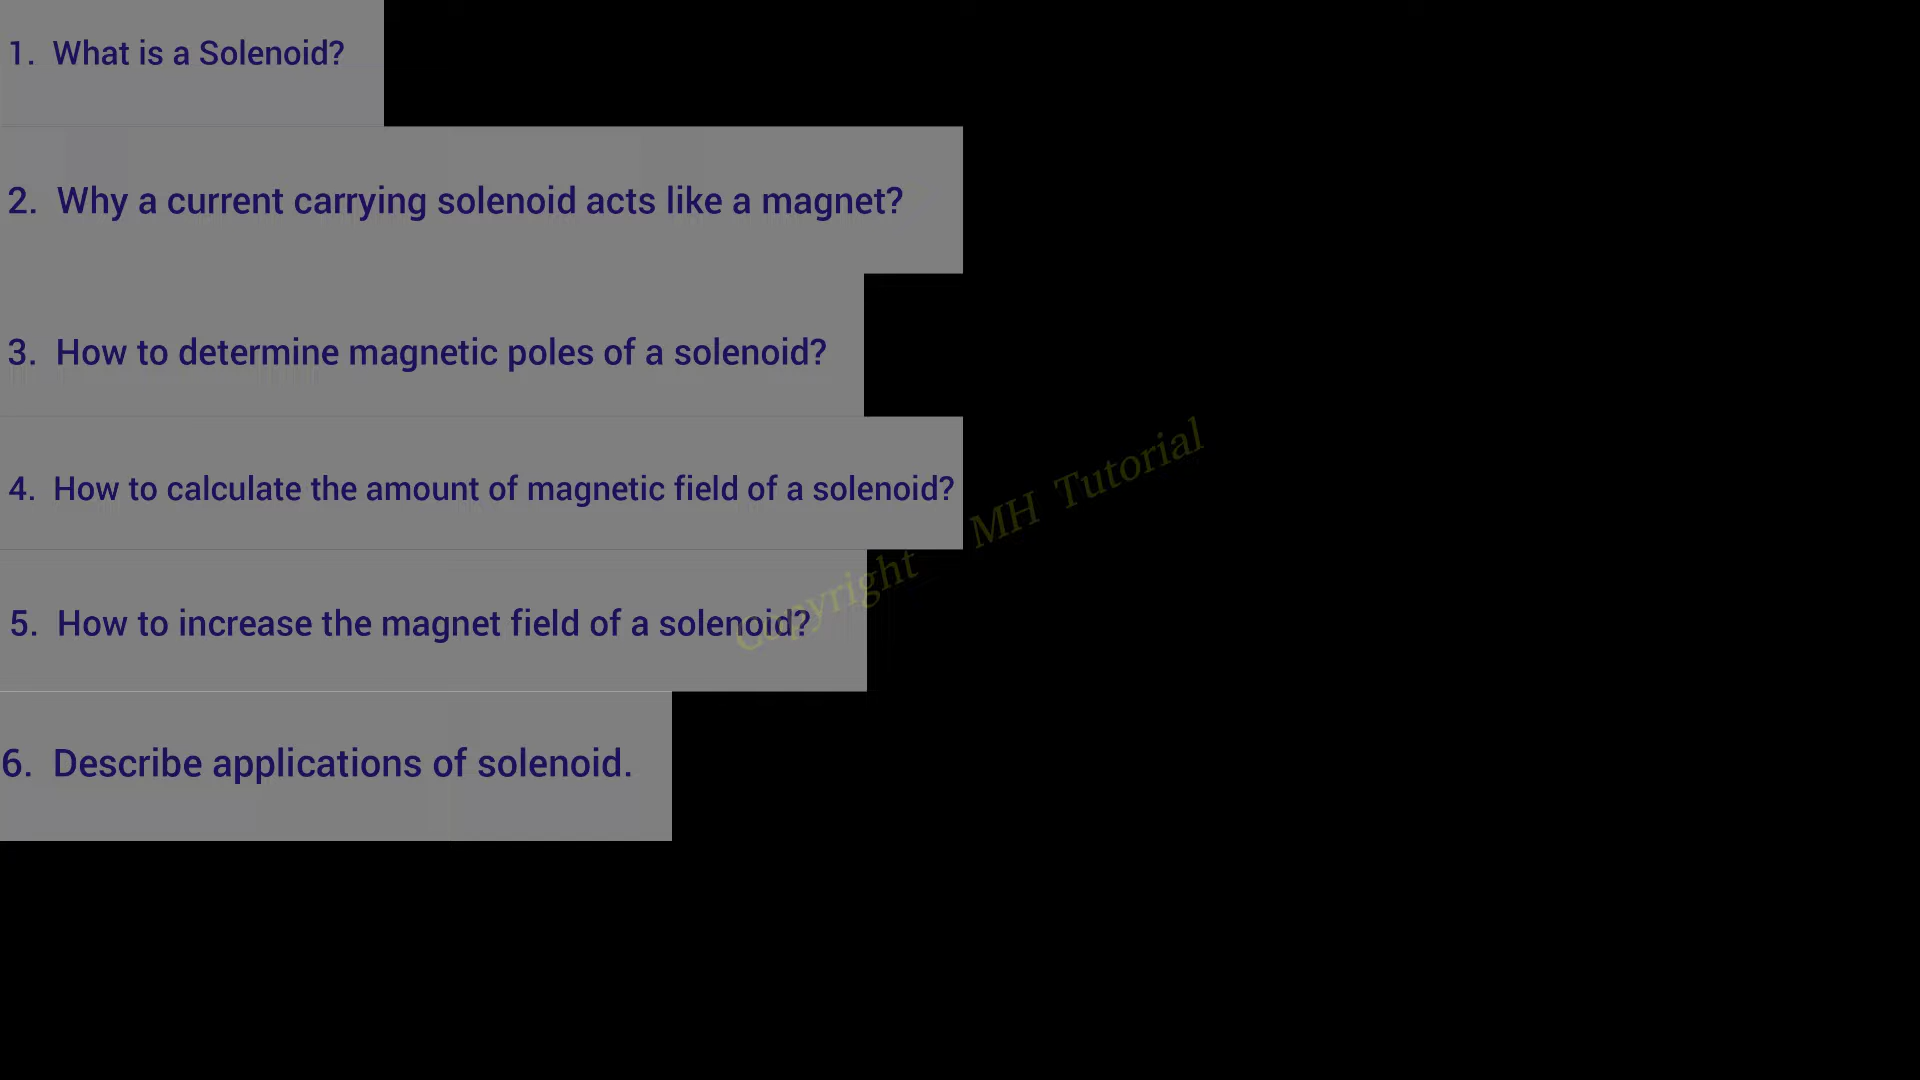 1. What is a Solenoid?
2. Why a current carrying solenoid acts like a magnet?
3. How to determine magnetic poles of a solenoid?
4. How to calculate the amount of magnetic field of a solenoid?
5. How to increase the magnet field of a solenoid?
6. Describe applications of solenoid.
Copyright MH Tutorial